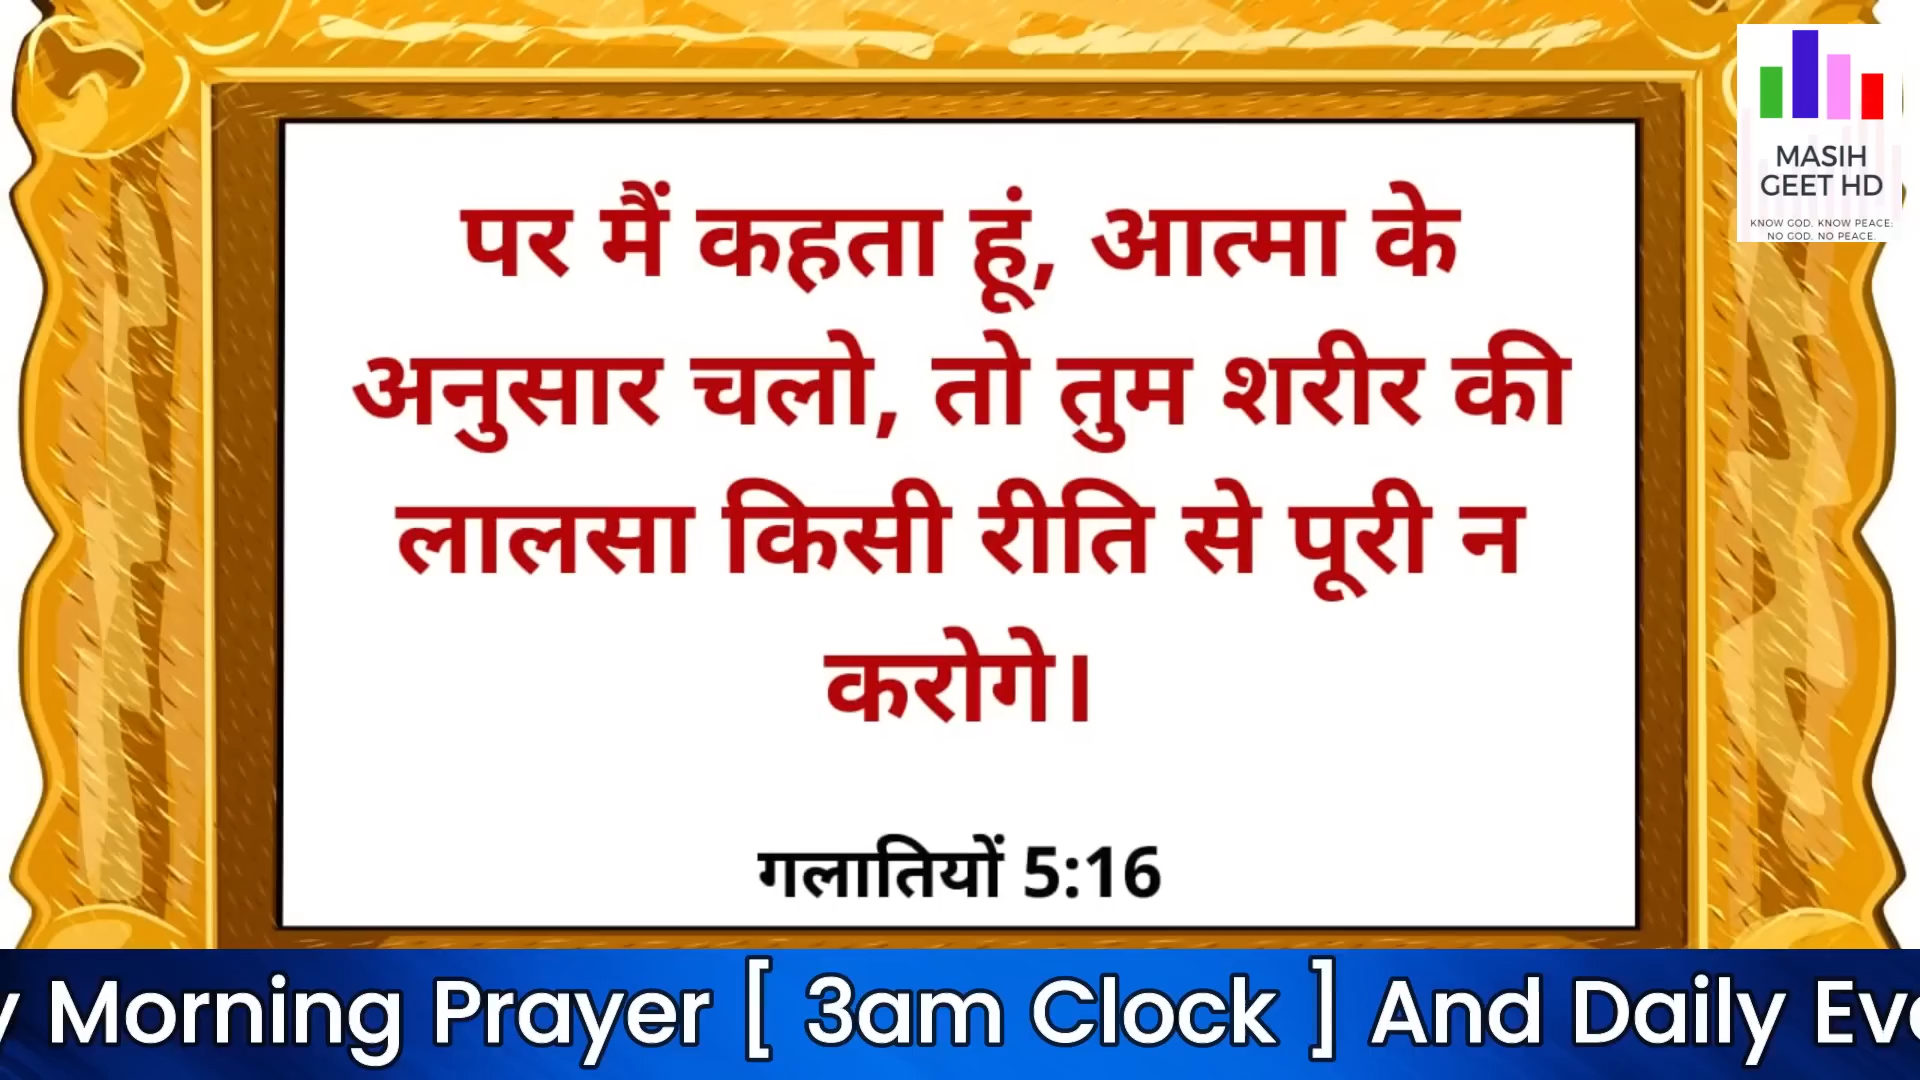 MASIH
GEET HD
KNOW GOD. KNOW PEACE:
NO GOD. NO PEACE.
पर मैं कहता हूं, आत्मा के
अनुसार चलो, तो तुम शरीर की
लालसा किसी रीति से पूरी न
करोगे।
गलातियों 5:16
y Morning Prayer [ 3am Clock ] And Daily Eve